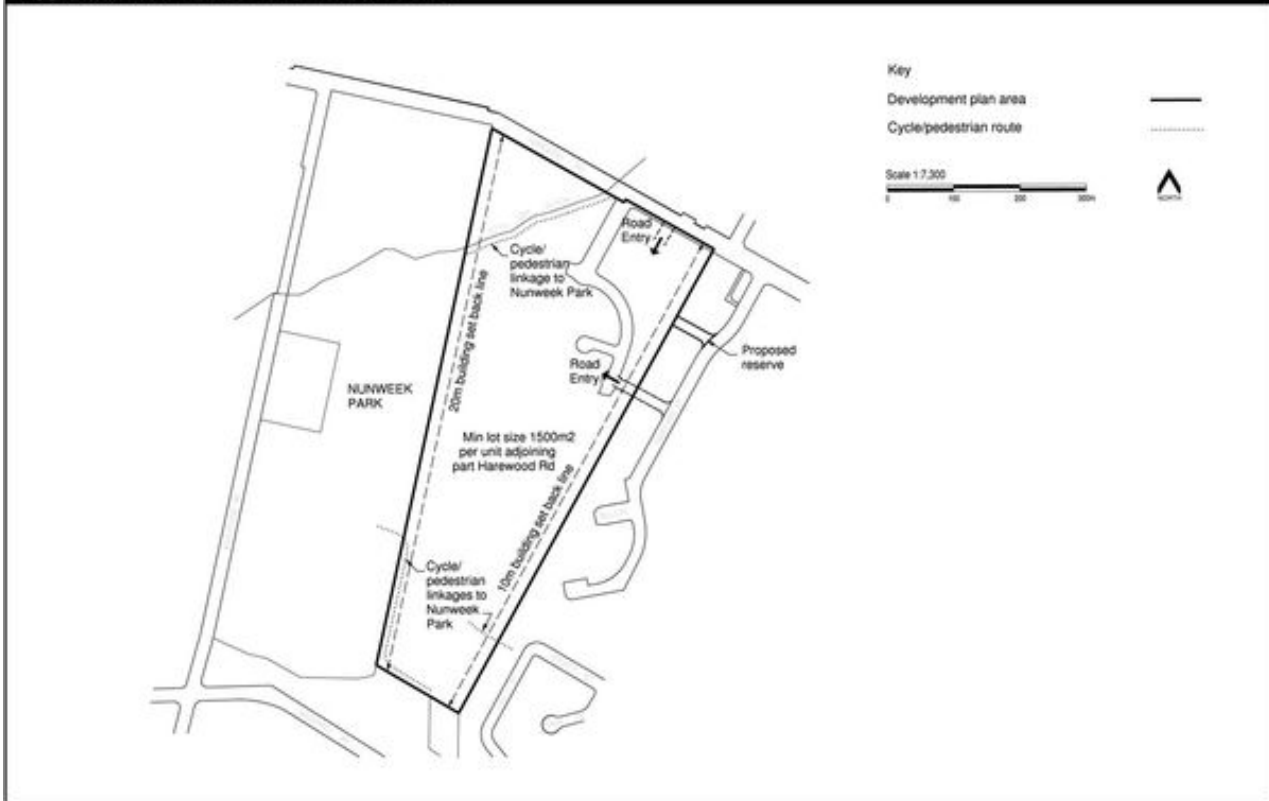 Key
Development plan area
Cycle/pedestrian route
Scale 1:7,300
0 100 200 300m
NORTH
Road
Entry
Cycle/
pedestrian
linkage to
Nunweek Park
20m building set back line
Proposed
reserve
Road
Entry
NUNWEEK
PARK
Min lot size 1500m2
per unit adjoining
part Harewood Rd
10m building set back line
Cycle/
pedestrian
linkages to
Nunweek
Park